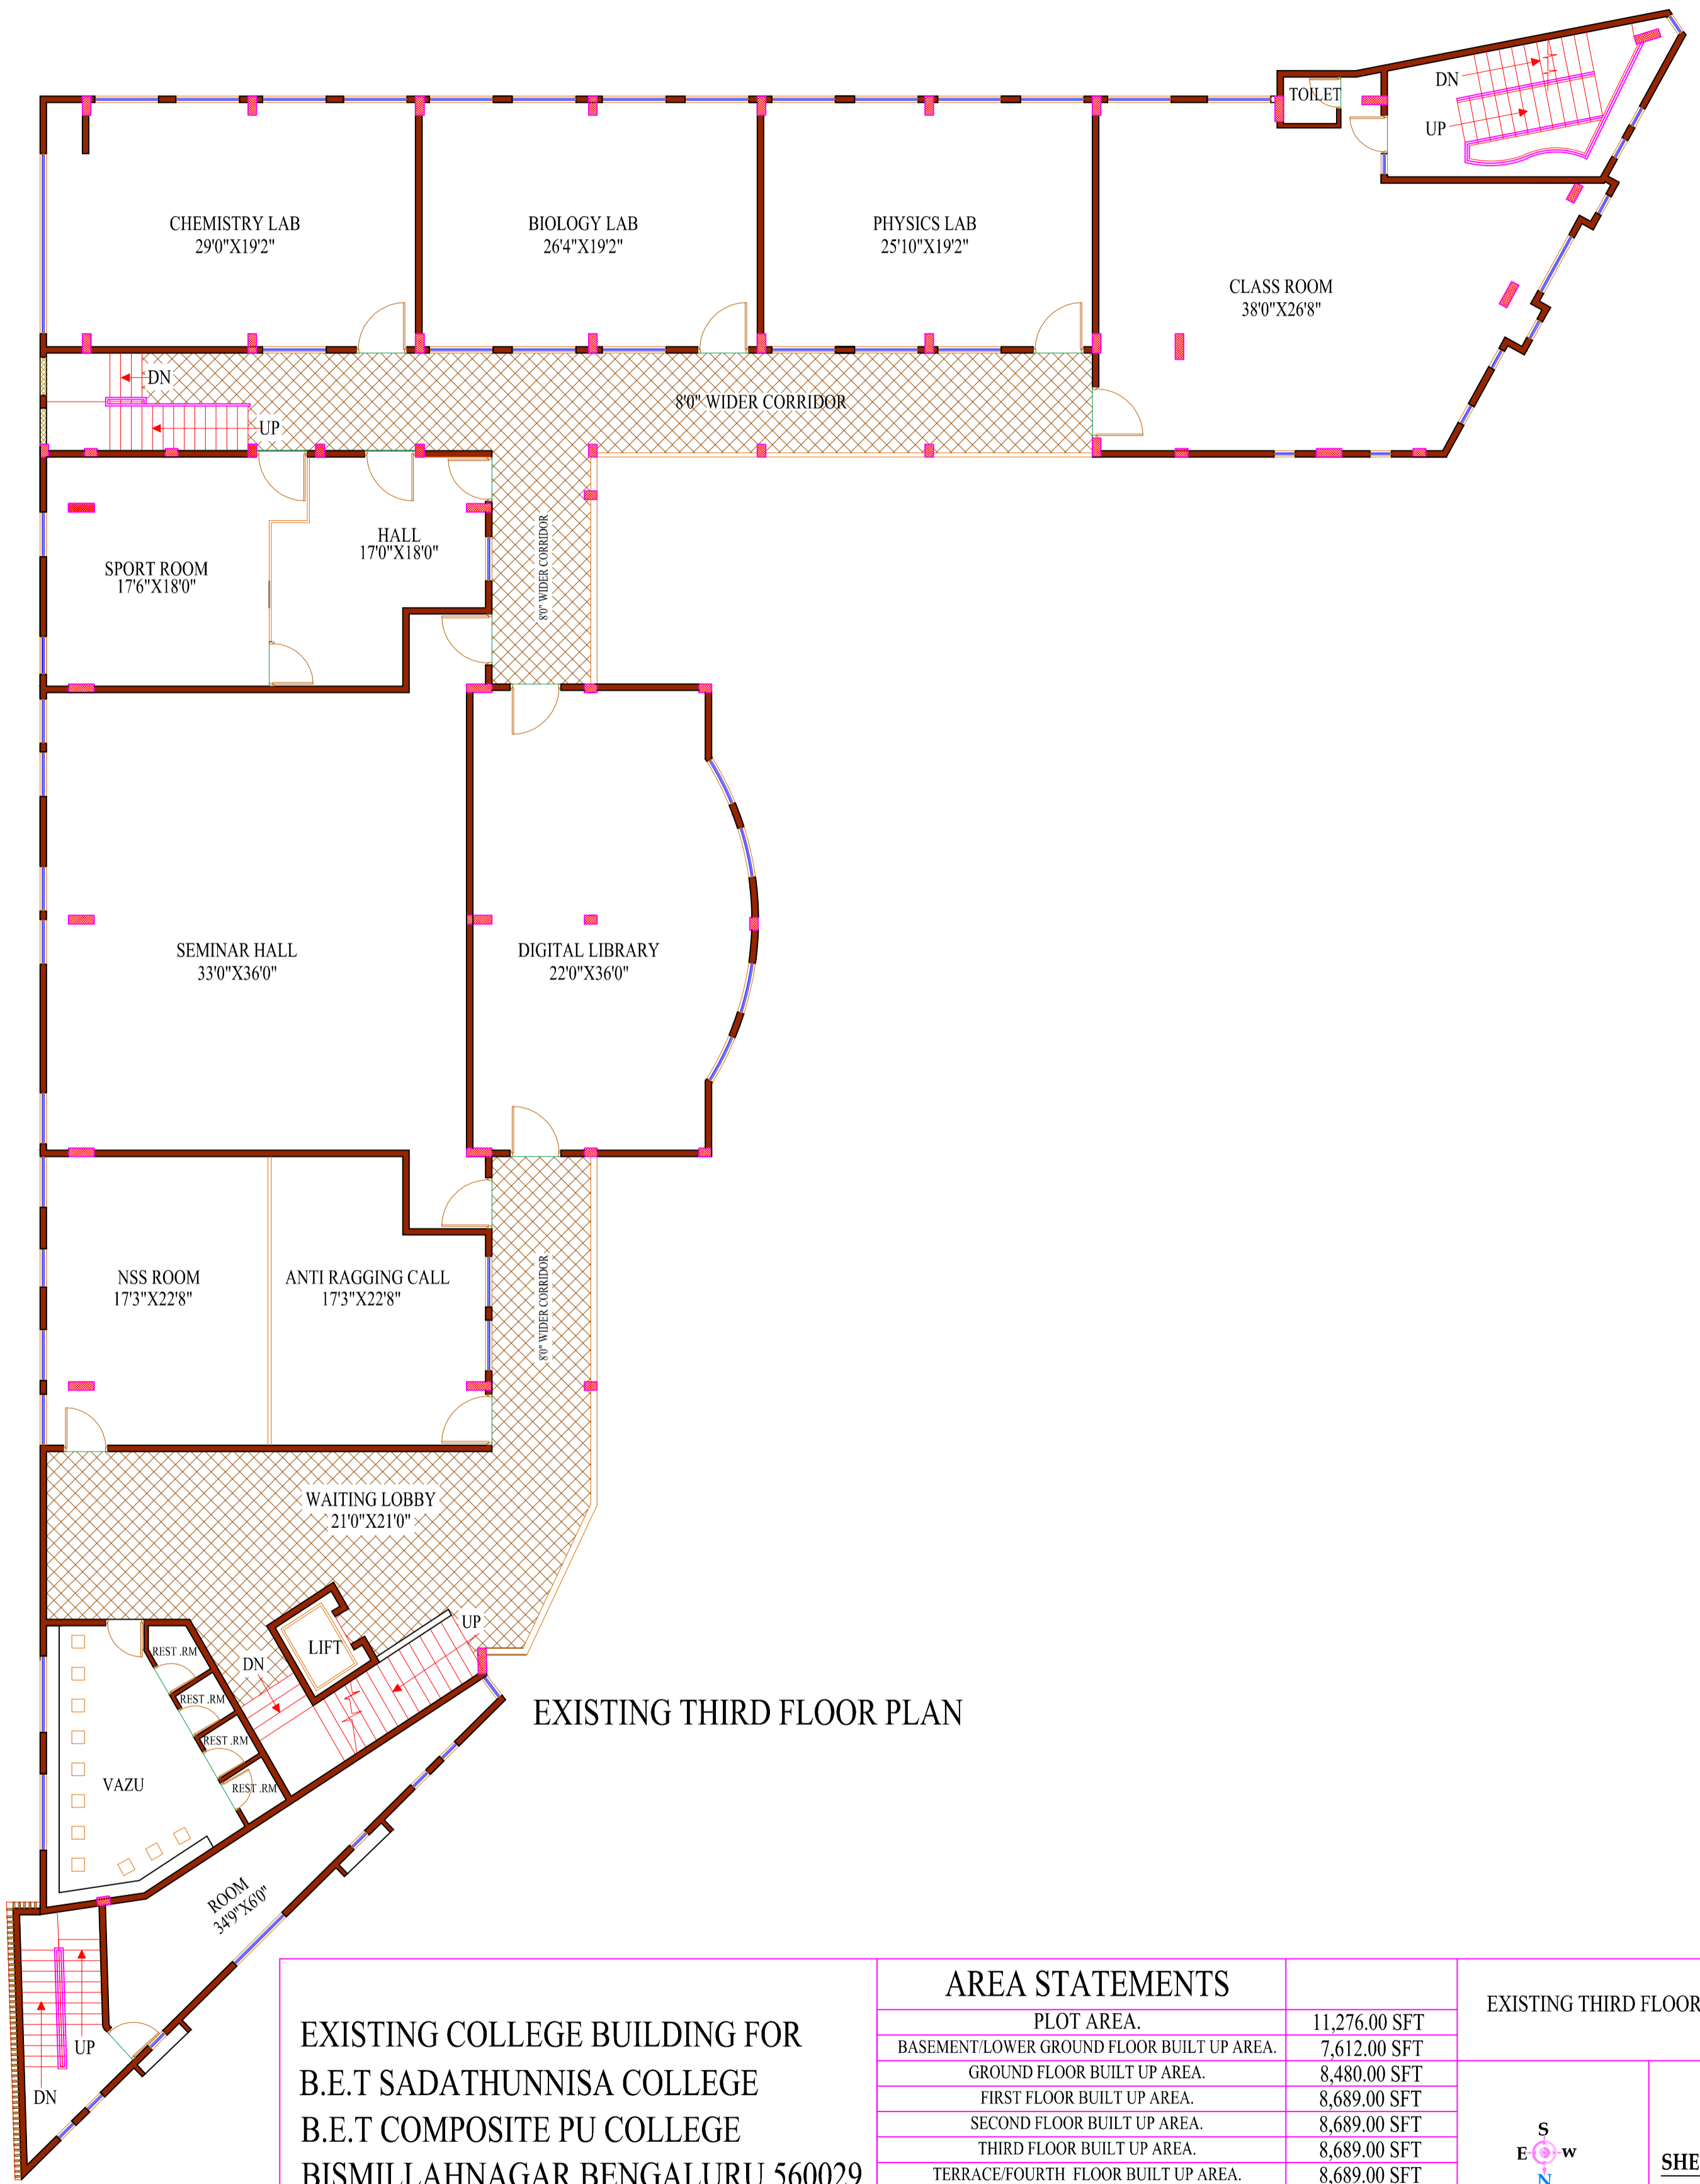 DN
UP
TOILET
CHEMISTRY LAB
29'0"X19'2"
BIOLOGY LAB
26'4"X19'2"
PHYSICS LAB
25'10"X19'2"
CLASS ROOM
38'0"X26'8"
DN
UP
8'0" WIDER CORRIDOR
SPORT ROOM
17'6"X18'0"
HALL
17'0"X18'0"
8'0" WIDER CORRIDOR
SEMINAR HALL
33'0"X36'0"
DIGITAL LIBRARY
22'0"X36'0"
NSS ROOM
17'3"X22'8"
ANTI RAGGING CALL
17'3"X22'8"
8'0" WIDER CORRIDOR
WAITING LOBBY
21'0"X21'0"
LIFT
UP
DN
REST .RM
REST .RM
REST .RM
REST .RM
VAZU
EXISTING THIRD FLOOR PLAN
ROOM
34'9"X6'0"
UP
DN
EXISTING COLLEGE BUILDING FOR
B.E.T SADATHUNNISA COLLEGE
B.E.T COMPOSITE PU COLLEGE
BISMILLAHNAGAR BENGALURU 560029
AREA STATEMENTS
PLOT AREA. 11,276.00 SFT
BASEMENT/LOWER GROUND FLOOR BUILT UP AREA. 7,612.00 SFT
GROUND FLOOR BUILT UP AREA. 8,480.00 SFT
FIRST FLOOR BUILT UP AREA. 8,689.00 SFT
SECOND FLOOR BUILT UP AREA. 8,689.00 SFT
THIRD FLOOR BUILT UP AREA. 8,689.00 SFT
TERRACE/FOURTH FLOOR BUILT UP AREA. 8,689.00 SFT
EXISTING THIRD FLOOR
S
E W
N
SHE